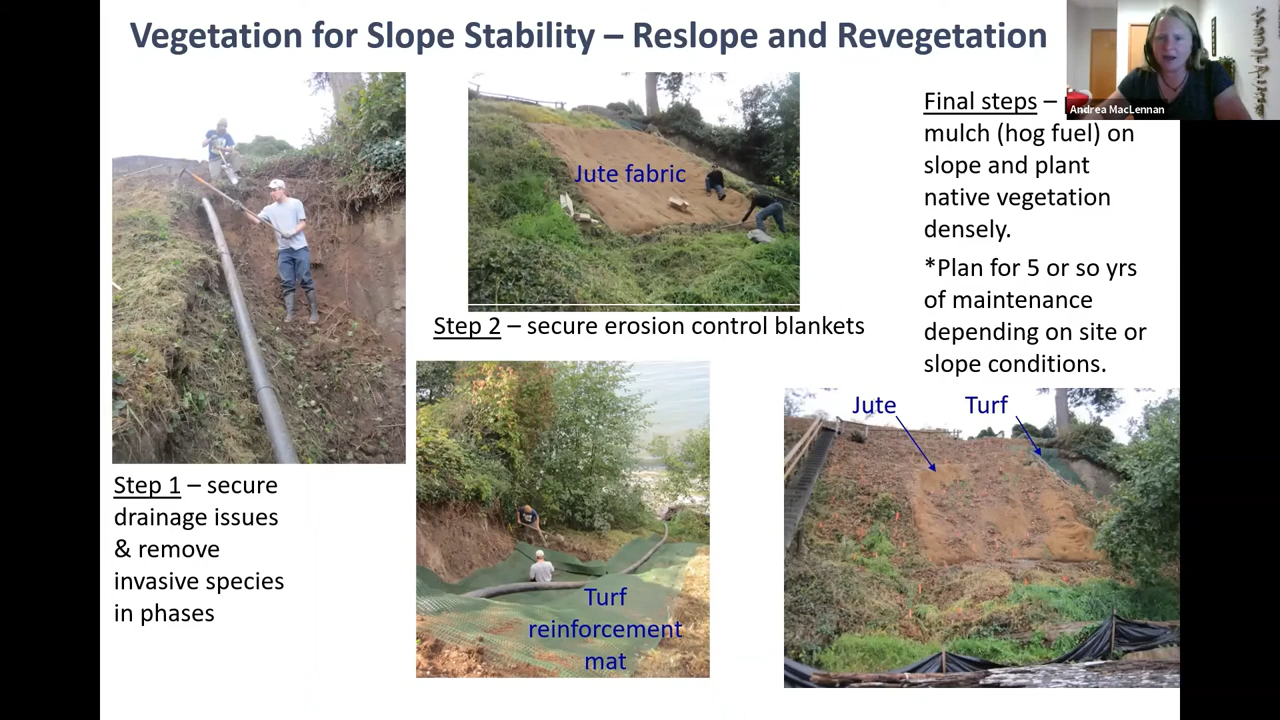 Vegetation for Slope Stability – Reslope and Revegetation
Andrea MacLennan
Jute fabric
Final steps –
mulch (hog fuel) on
slope and plant
native vegetation
densely.
*Plan for 5 or so yrs
of maintenance
depending on site or
slope conditions.
Step 2 – secure erosion control blankets
Jute
Turf
Step 1 – secure
drainage issues
& remove
invasive species
in phases
Turf
reinforcement
mat